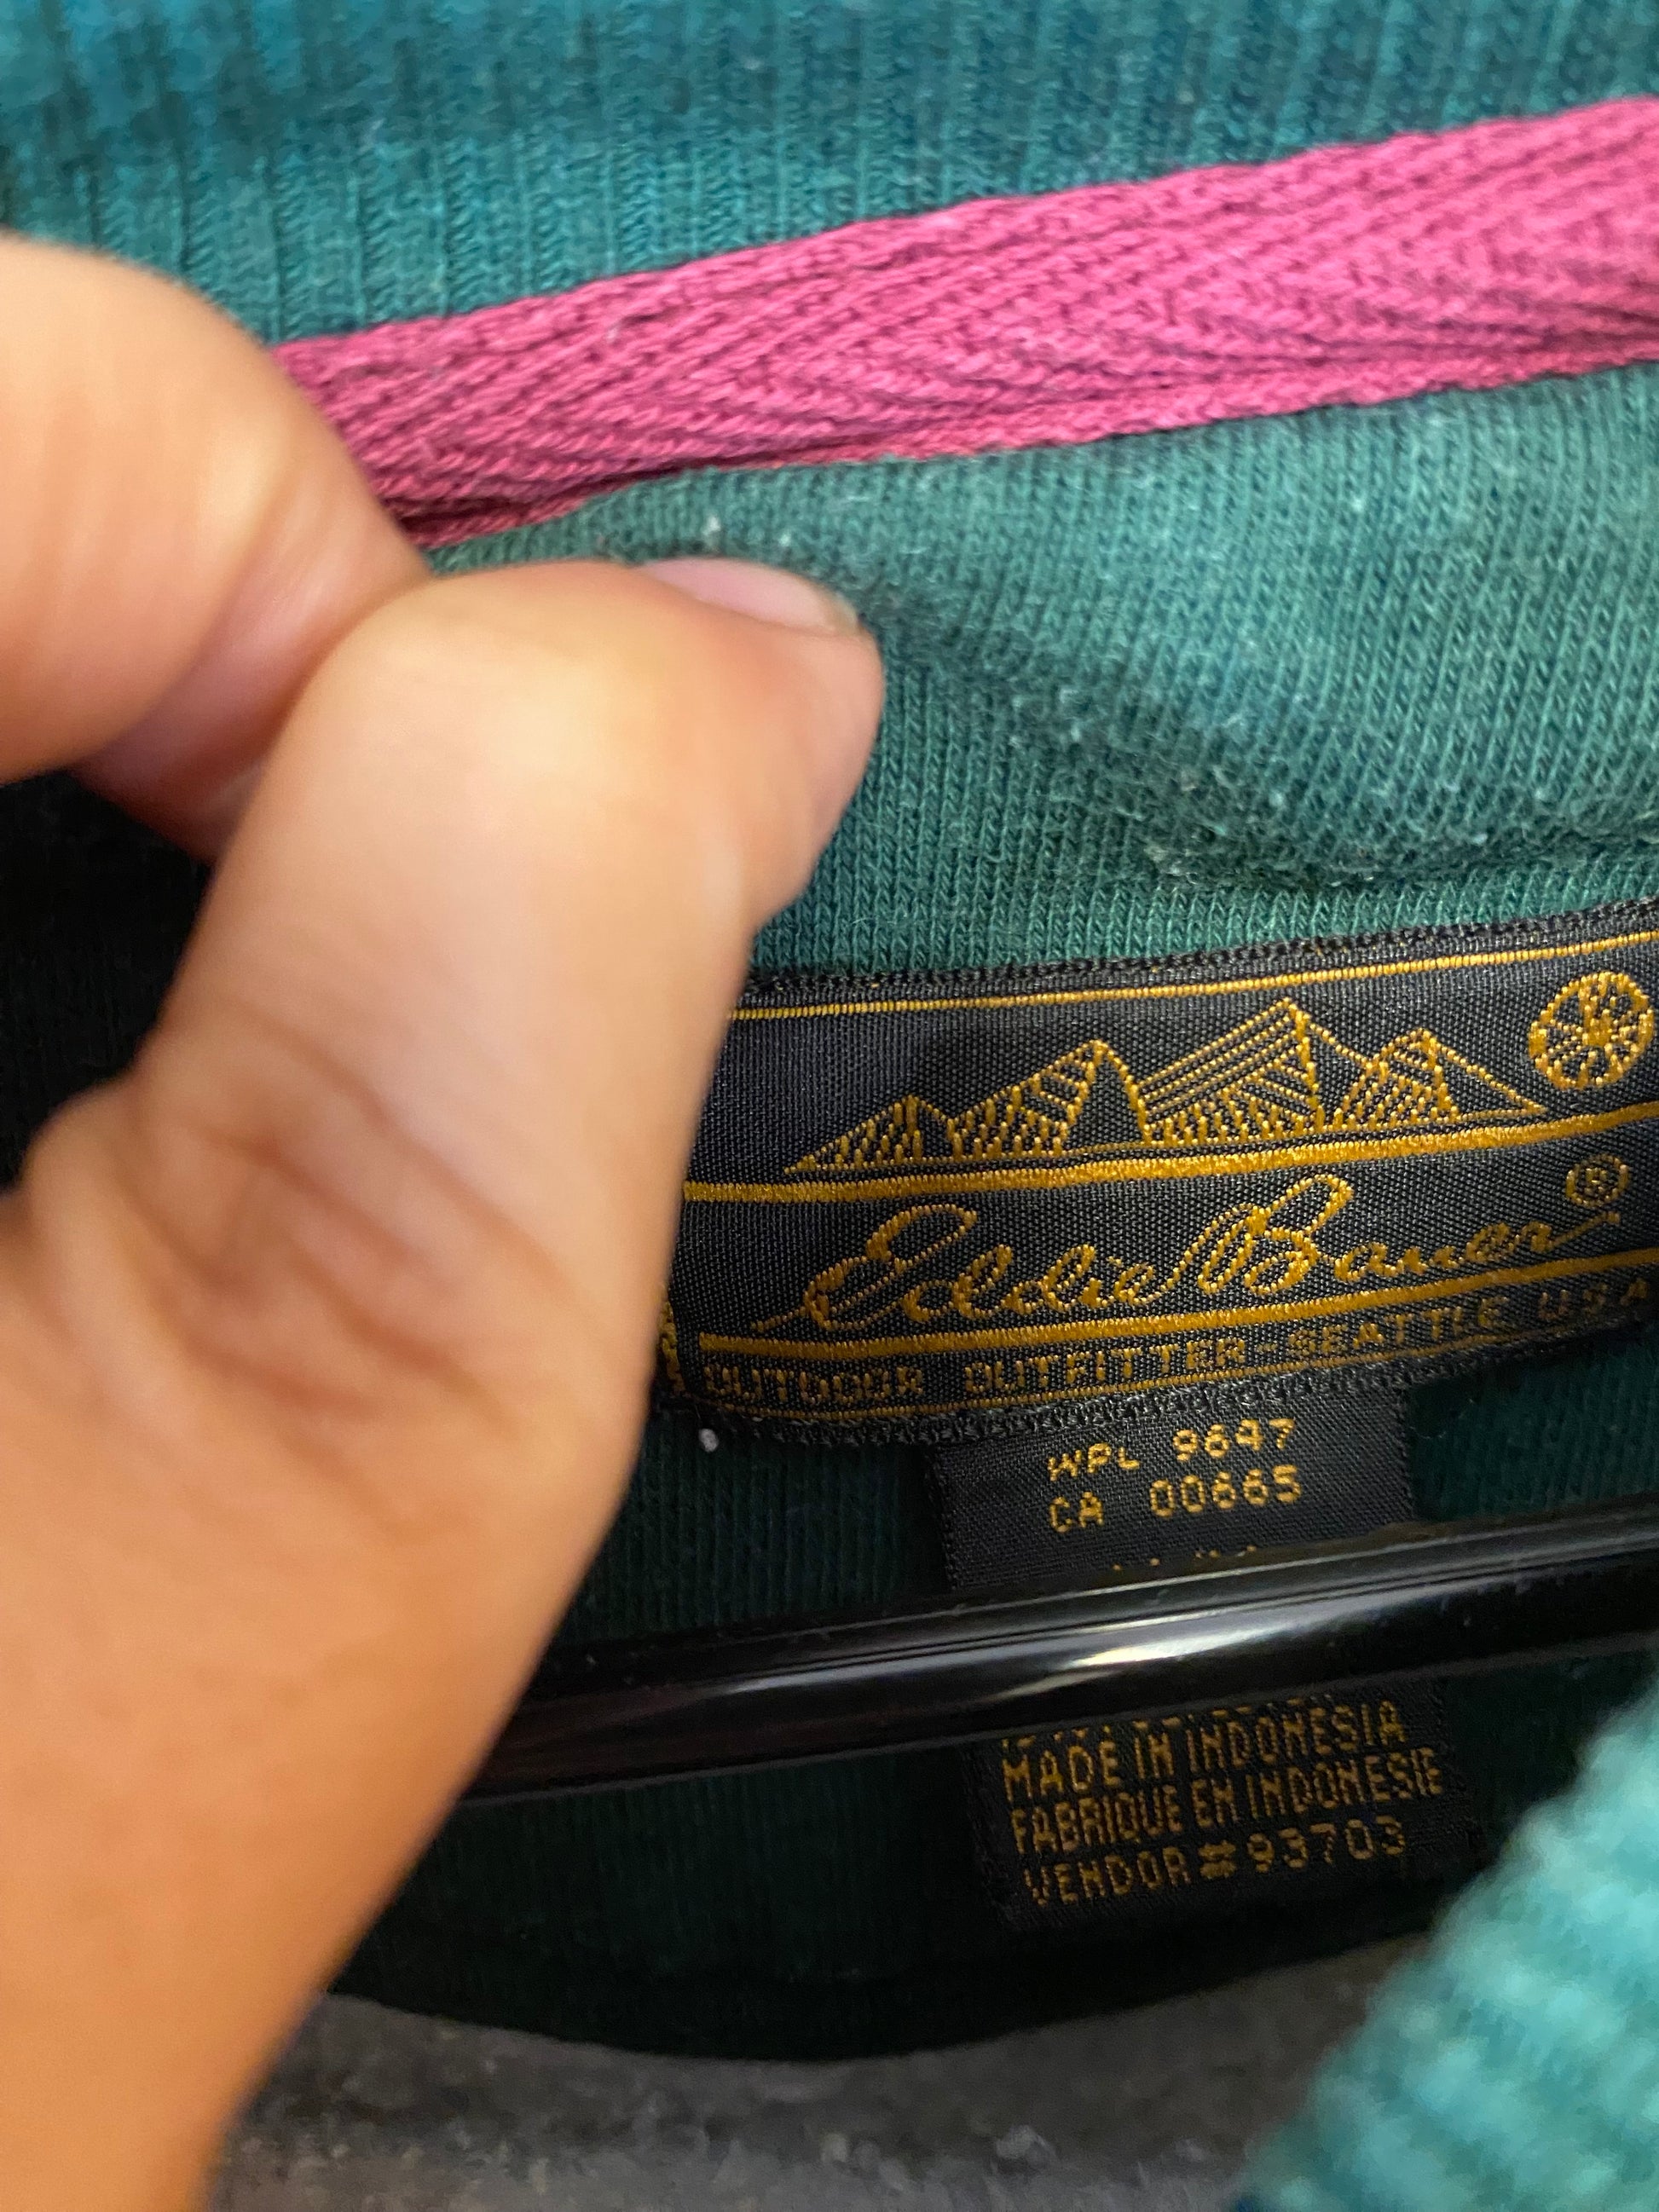 Eddie Bauer ®
OUTDOOR OUTFITTER-SEATTLE USA
WPL 9647
CA 00665
MADE IN INDONESIA
FABRIQUE EN INDONESIE
VENDOR #93703